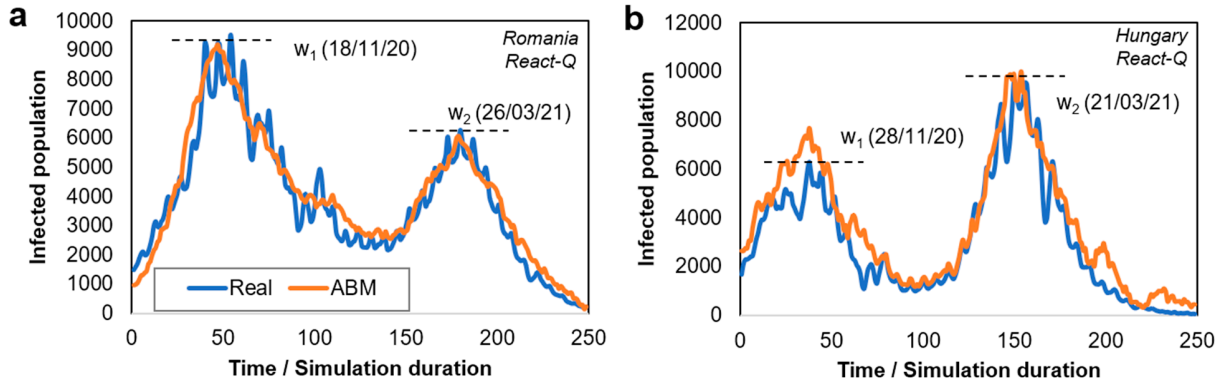 a
Romania
React-Q
w1 (18/11/20)
w2 (26/03/21)
Infected population
10000
9000
8000
7000
6000
5000
4000
3000
2000
1000
0
Real
ABM
0 50 100 150 200 250
Time / Simulation duration
b
Hungary
React-Q
w1 (28/11/20)
w2 (21/03/21)
Infected population
12000
10000
8000
6000
4000
2000
0
0 50 100 150 200 250
Time / Simulation duration